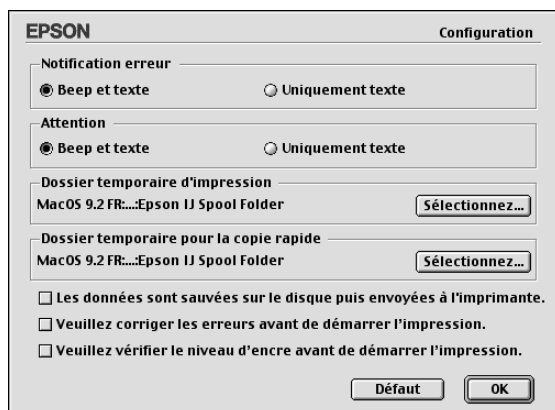 EPSON Configuration
Notification erreur
Beep et texte Uniquement texte
Attention
Beep et texte Uniquement texte
Dossier temporaire d'impression
MacOS 9.2 FR:...:Epson IJ Spool Folder Sélectionnez...
Dossier temporaire pour la copie rapide
MacOS 9.2 FR:...:Epson IJ Spool Folder Sélectionnez...
Les données sont sauvées sur le disque puis envoyées à l'imprimante.
Veuillez corriger les erreurs avant de démarrer l'impression.
Veuillez vérifier le niveau d'encre avant de démarrer l'impression.
Défaut OK